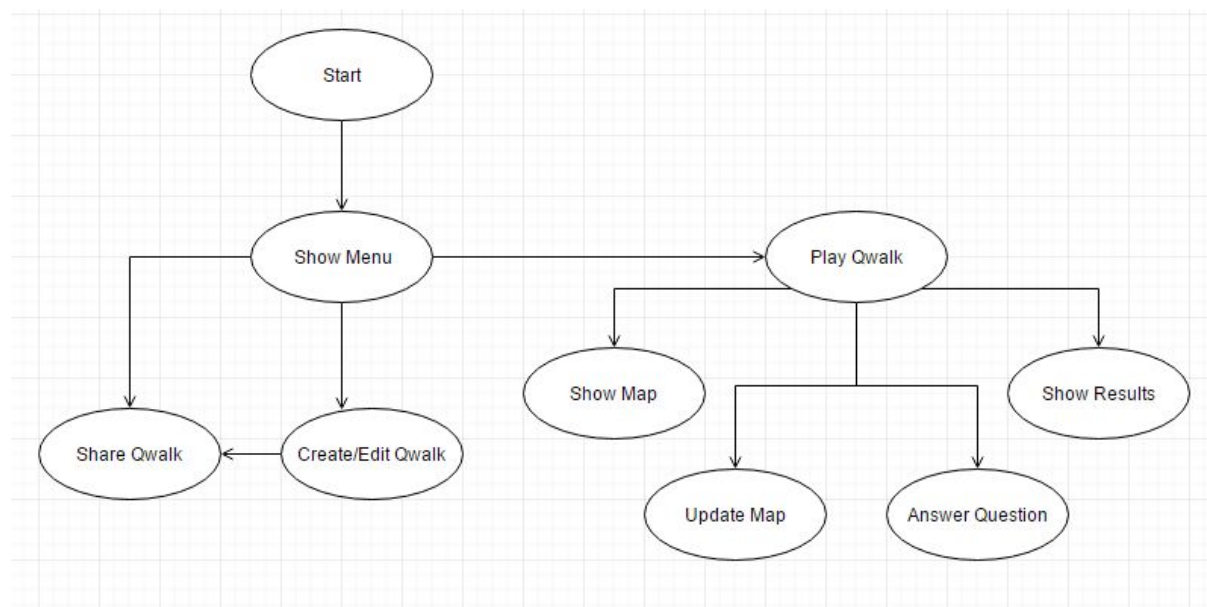 Start
Show Menu
Play Qwalk
Show Map
Show Results
Share Qwalk
Create/Edit Qwalk
Update Map
Answer Question